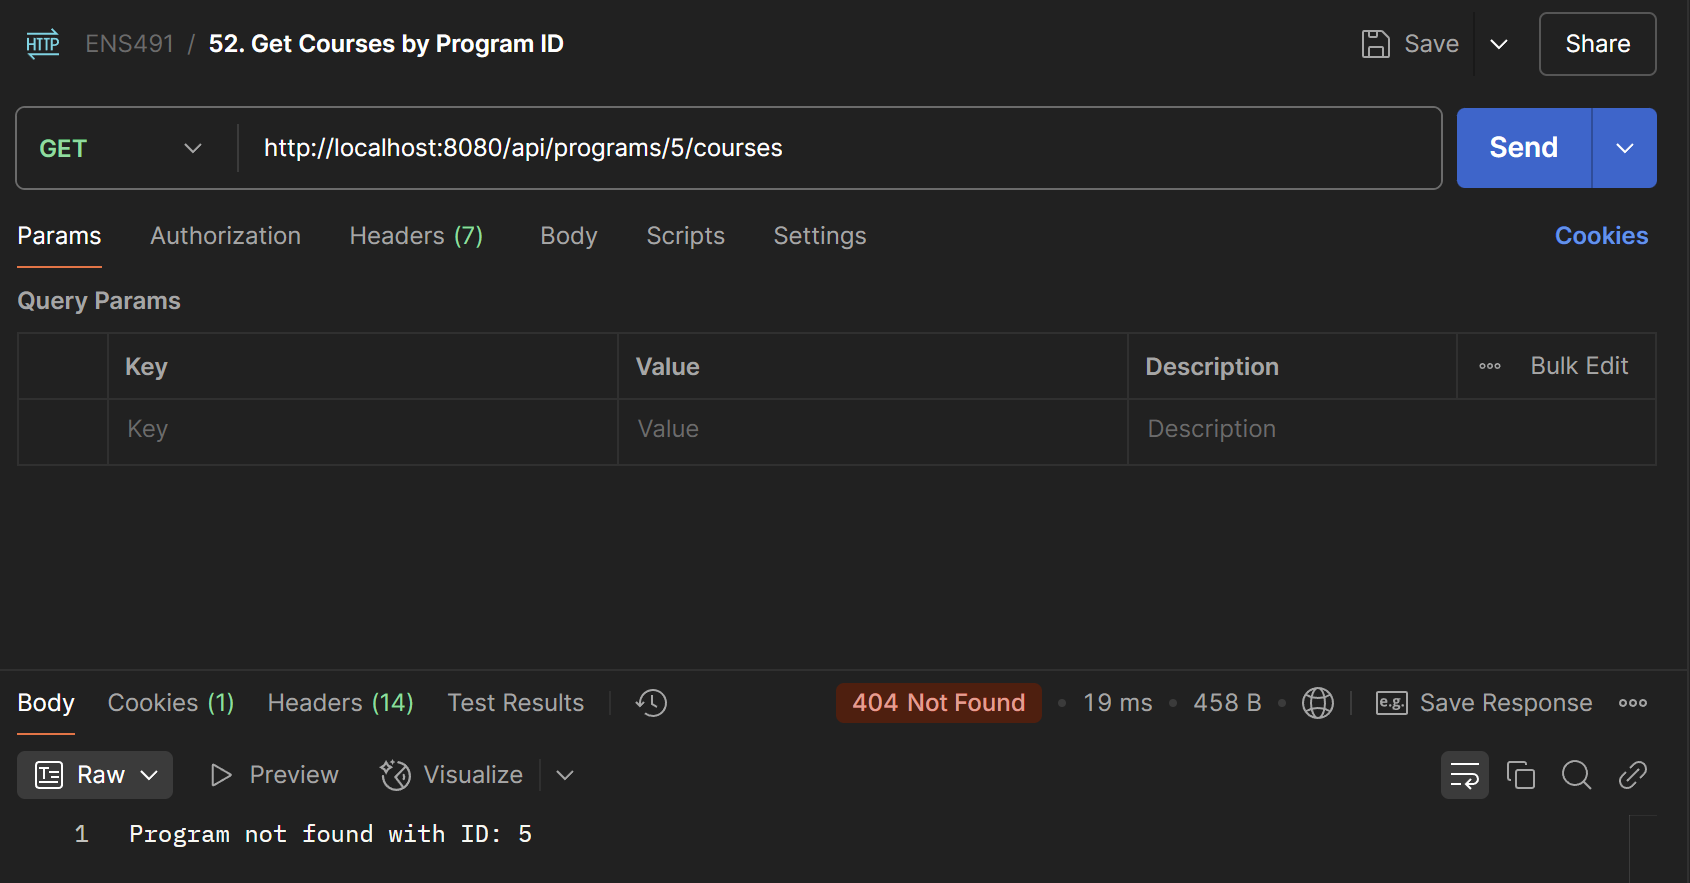 HTTP ENS491 / 52. Get Courses by Program ID Save Share
GET http://localhost:8080/api/programs/5/courses Send
Params Authorization Headers (7) Body Scripts Settings Cookies
Query Params
Key Value Description Bulk Edit
Key Value Description
Body Cookies (1) Headers (14) Test Results 404 Not Found • 19 ms • 458 B • e.g. Save Response
Raw Preview Visualize
1 Program not found with ID: 5